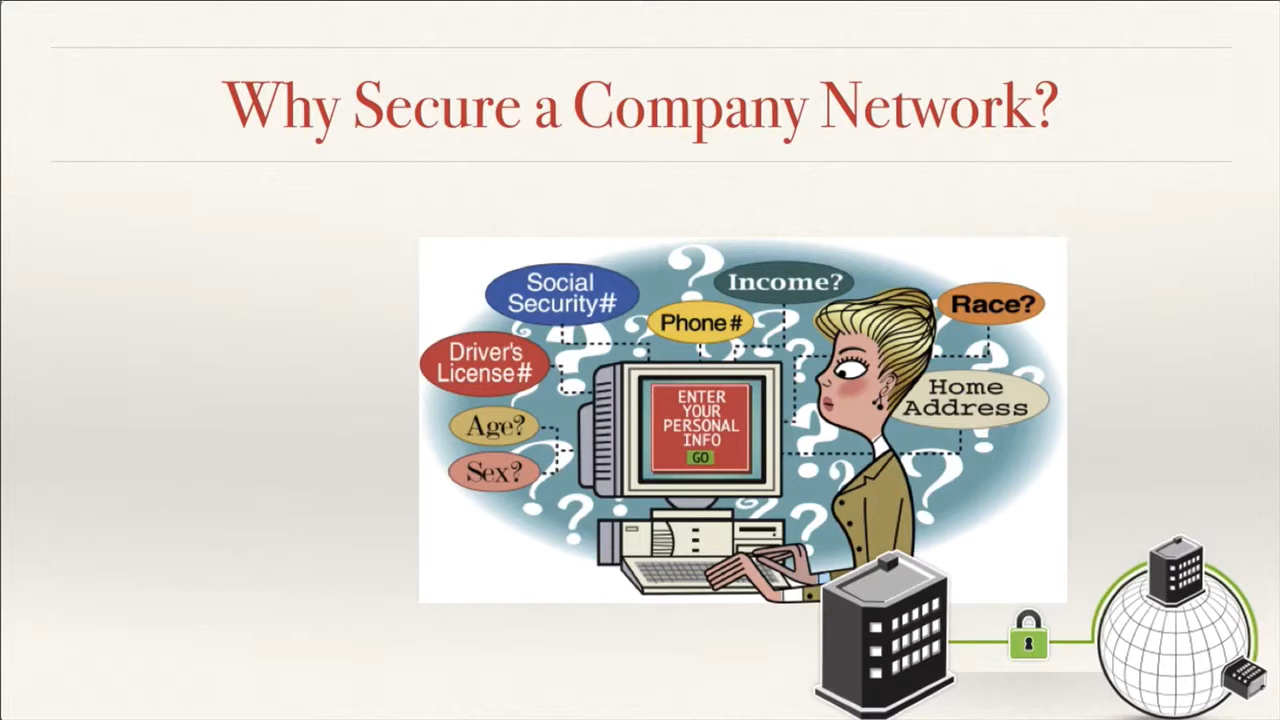 Why Secure a Company Network?
Social
Security#
Income?
Phone#
Race?
Driver's
License#
Home
Address
Age?
Sex?
ENTER
YOUR
PERSONAL
INFO
GO